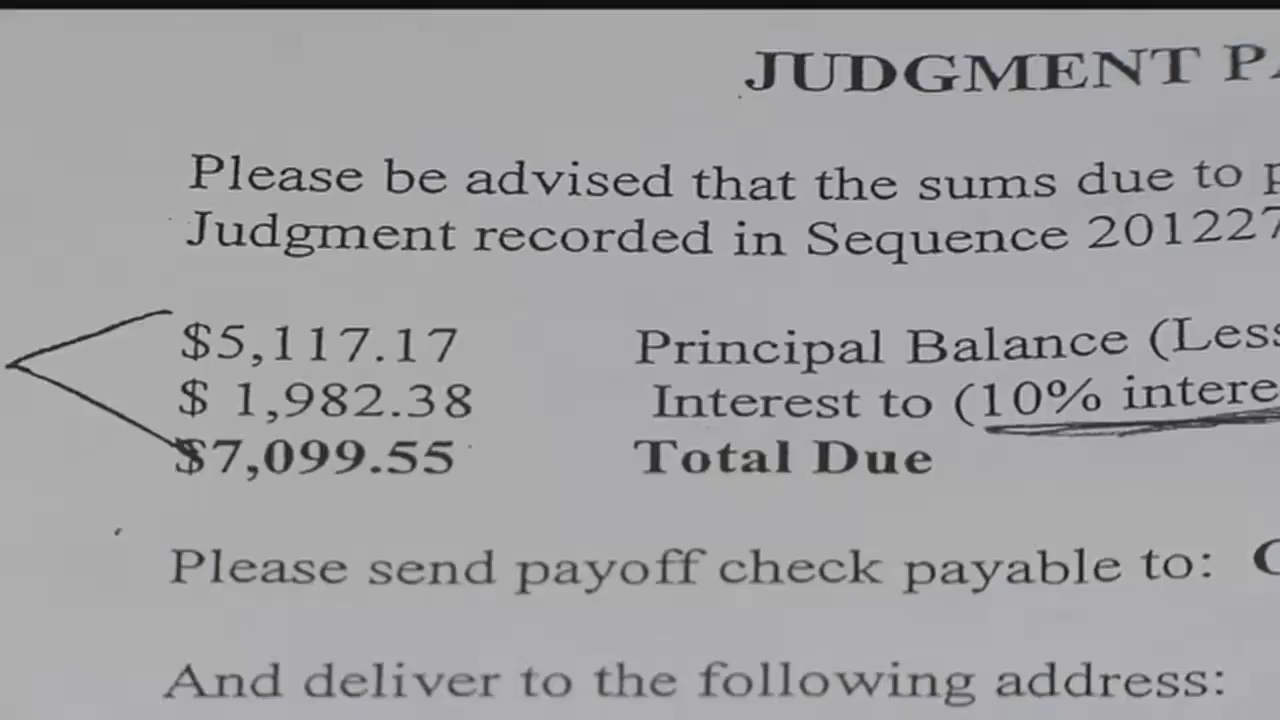 JUDGMENT
Please be advised that the sums due to
Judgment recorded in Sequence 201227
$5,117.17 Principal Balance (Less
$ 1,982.38 Interest to (10% intere
$7,099.55 Total Due
Please send payoff check payable to:
And deliver to the following address: